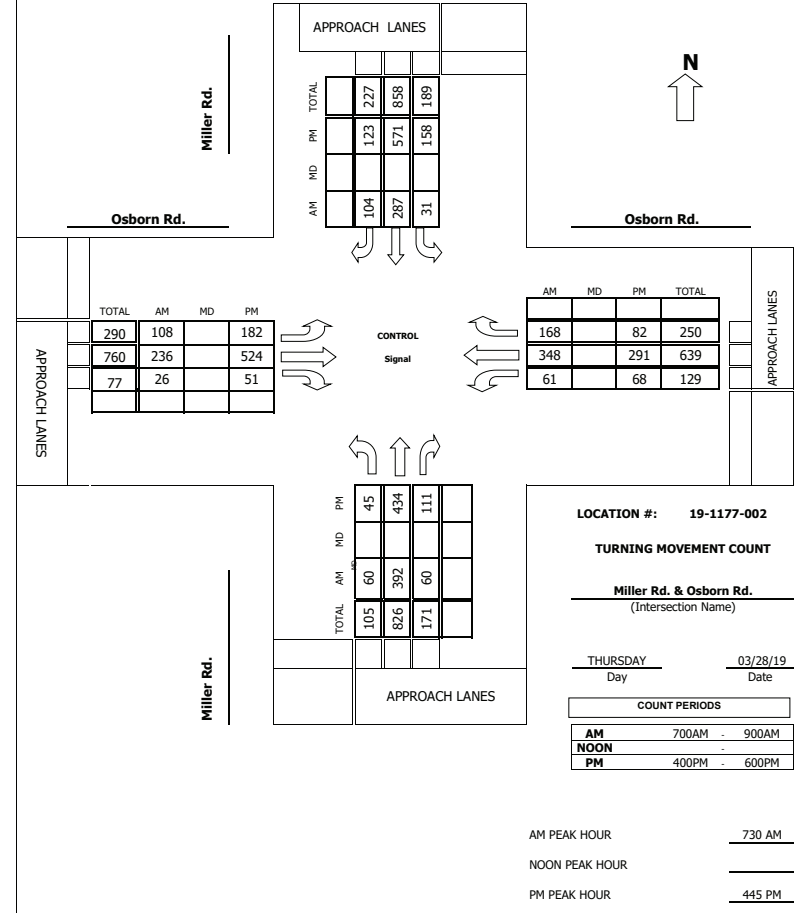 APPROACH LANES
N
Miller Rd.
TOTAL 227 858 189
PM 123 571 158
MD
AM 104 287 31
Osborn Rd.
Osborn Rd.
TOTAL AM MD PM
290 108 182
760 236 524
77 26 51
APPROACH LANES
CONTROL
Signal
AM MD PM TOTAL
168 82 250
348 291 639
61 68 129
APPROACH LANES
PM 45 434 111
MD
MD
AM 60 392 60
TOTAL 105 826 171
Miller Rd.
APPROACH LANES
LOCATION #: 19-1177-002
TURNING MOVEMENT COUNT
Miller Rd. & Osborn Rd.
(Intersection Name)
THURSDAY 03/28/19
Day Date
COUNT PERIODS
AM 700AM - 900AM
NOON -
PM 400PM - 600PM
AM PEAK HOUR 730 AM
NOON PEAK HOUR
PM PEAK HOUR 445 PM